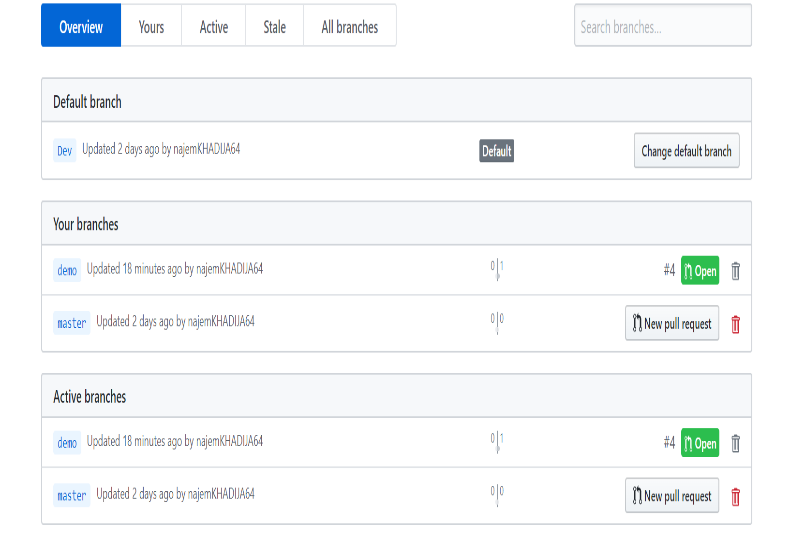 Overview Yours Active Stale All branches Search branches...
Default branch
Dev Updated 2 days ago by najemKHADIJA64 Default Change default branch
Your branches
demo Updated 18 minutes ago by najemKHADIJA64 0 1 #4 Open
master Updated 2 days ago by najemKHADIJA64 0 0 New pull request
Active branches
demo Updated 18 minutes ago by najemKHADIJA64 0 1 #4 Open
master Updated 2 days ago by najemKHADIJA64 0 0 New pull request